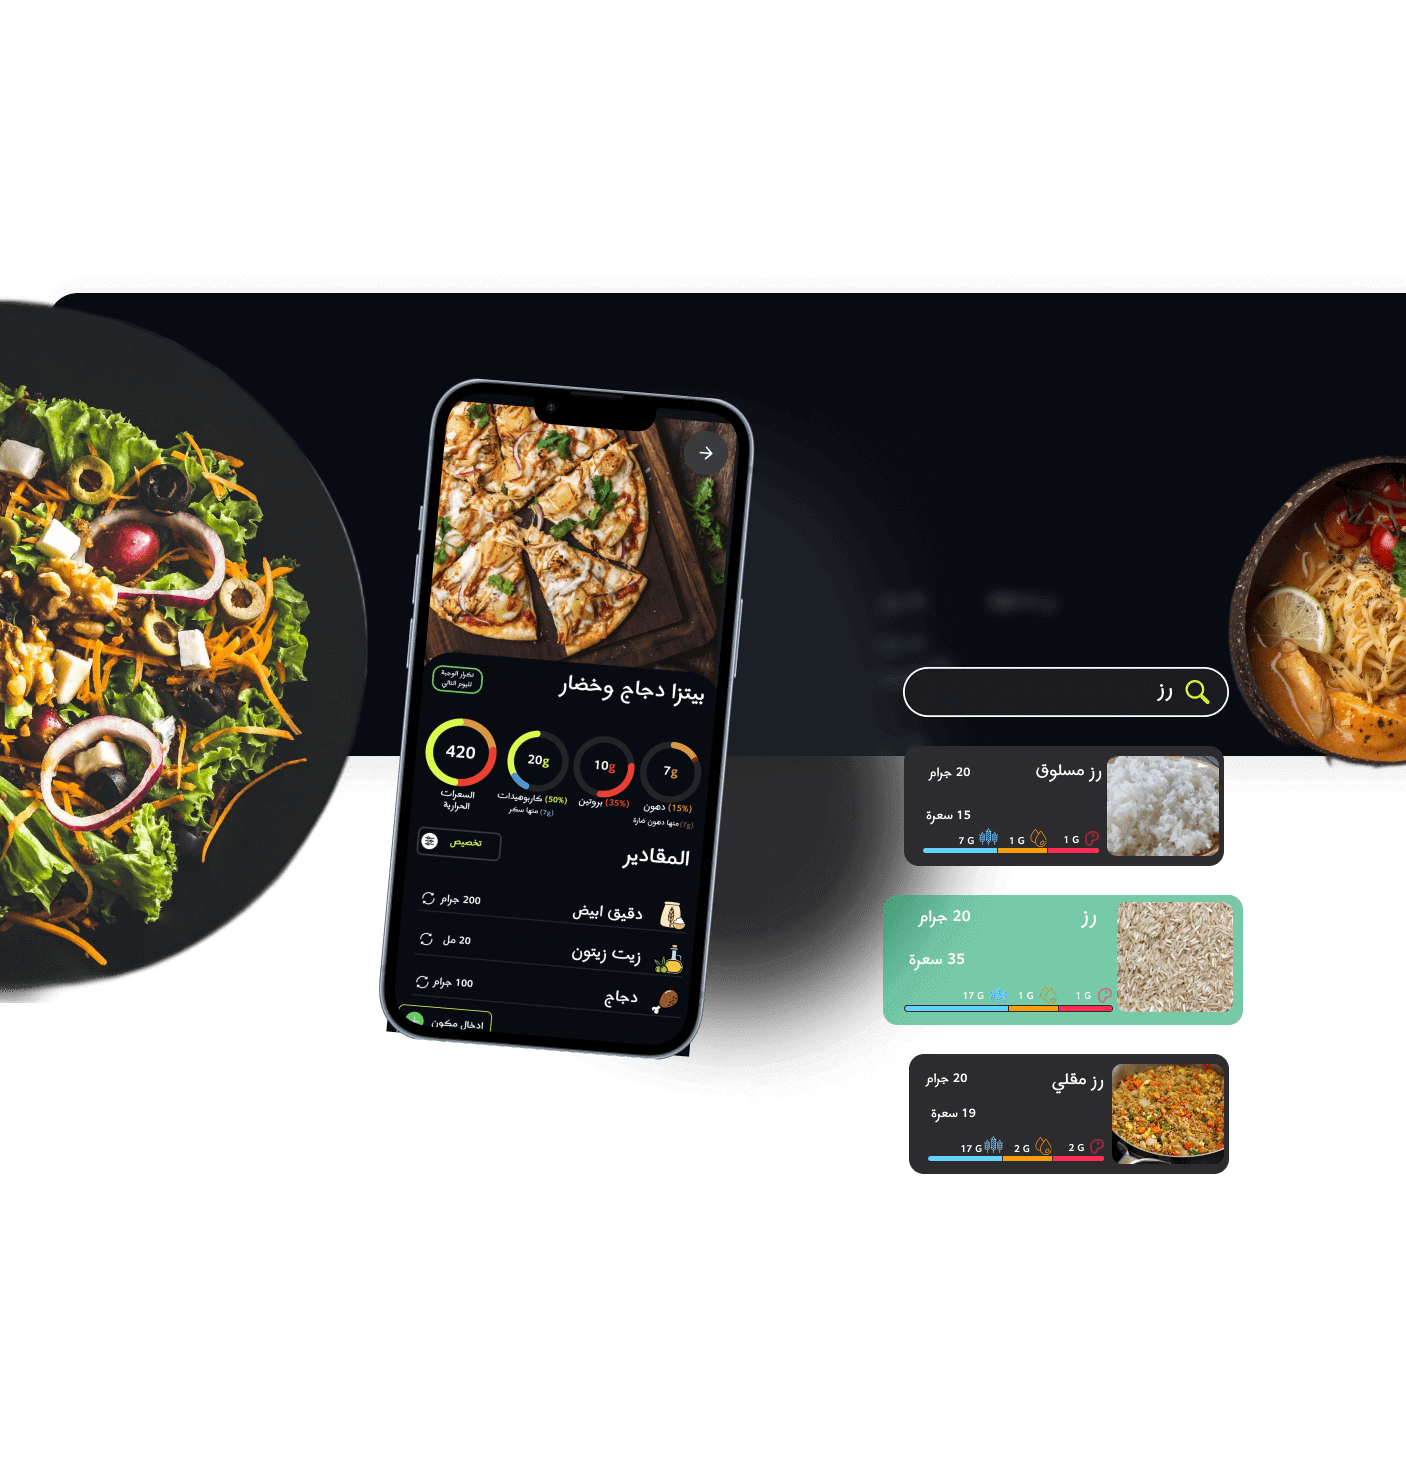 تكرار الوجبة
لليوم التالي
بيتزا دجاج وخضار
420
20g
10g
7g
السعرات
الحرارية
(50%) كاربوهيدات
(7g) منها سكر
(35%) بروتين
(15%) دهون
(7g) منها دهون ضارة
تخصيص
المقادير
دقيق ابيض
200 جرام
زيت زيتون
20 مل
دجاج
100 جرام
ادخال مكون
رز
رز مسلوق
20 جرام
15 سعرة
7 G 1 G 1 G
رز
20 جرام
35 سعرة
17 G 1 G 1 G
رز مقلي
20 جرام
19 سعرة
17 G 2 G 2 G